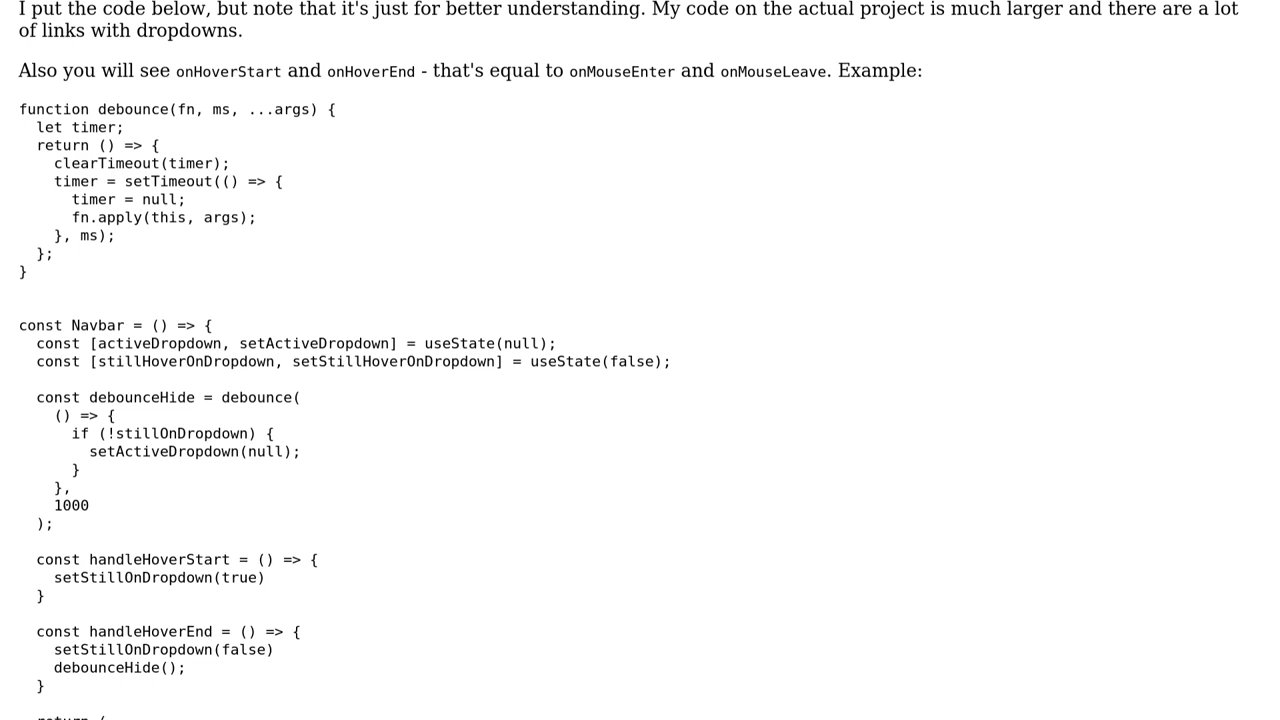 I put the code below, but note that it's just for better understanding. My code on the actual project is much larger and there are a lot
of links with dropdowns.
Also you will see onHoverStart and onHoverEnd - that's equal to onMouseEnter and onMouseLeave. Example:
function debounce(fn, ms, ...args) {
  let timer;
  return () => {
    clearTimeout(timer);
    timer = setTimeout(() => {
      timer = null;
      fn.apply(this, args);
    }, ms);
  };
}
const Navbar = () => {
  const [activeDropdown, setActiveDropdown] = useState(null);
  const [stillHoverOnDropdown, setStillHoverOnDropdown] = useState(false);
  const debounceHide = debounce(
    () => {
      if (!stillOnDropdown) {
        setActiveDropdown(null);
      }
    },
    1000
  );
  const handleHoverStart = () => {
    setStillOnDropdown(true)
  }
  const handleHoverEnd = () => {
    setStillOnDropdown(false)
    debounceHide();
  }
  return (